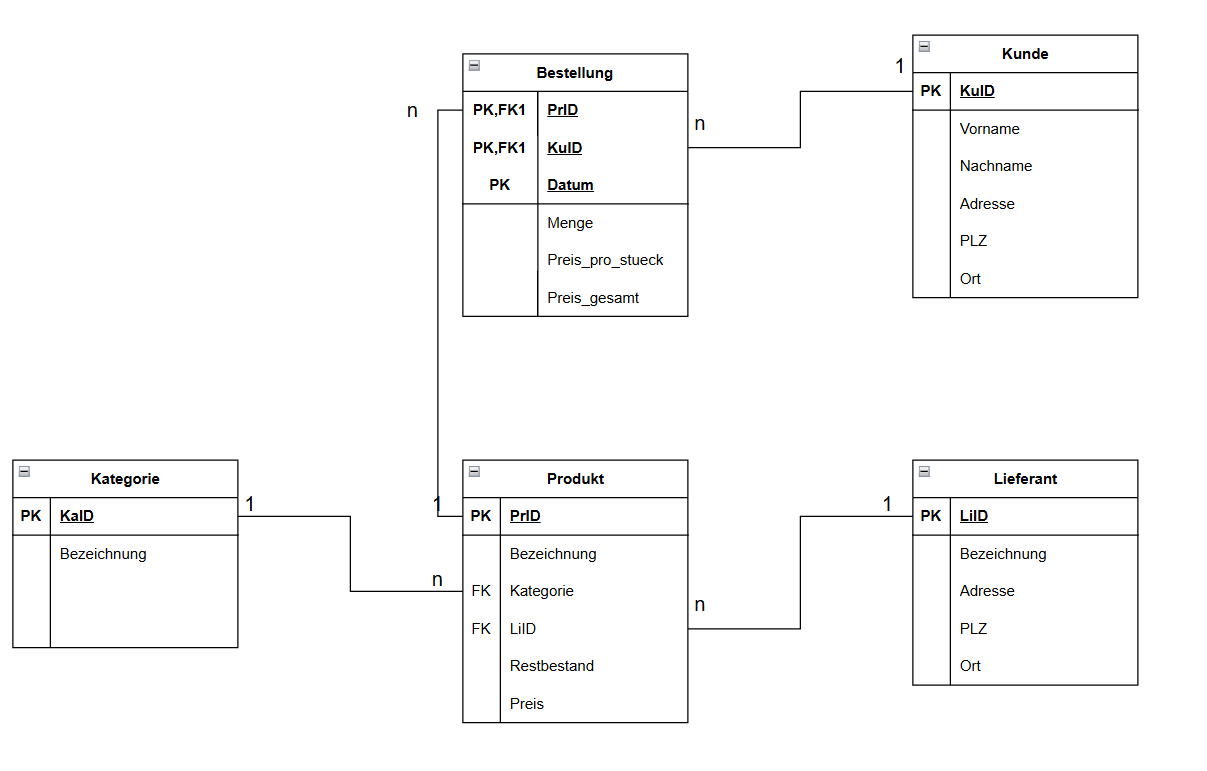 Bestellung
n
PK,FK1 PrID
PK,FK1 KuID
PK Datum
Menge
Preis_pro_stueck
Preis_gesamt
n
1
Kunde
PK KuID
Vorname
Nachname
Adresse
PLZ
Ort
Kategorie
PK KaID
Bezeichnung
1
n
1
Produkt
PK PrID
Bezeichnung
FK Kategorie
FK LiID
Restbestand
Preis
n
1
Lieferant
PK LiID
Bezeichnung
Adresse
PLZ
Ort